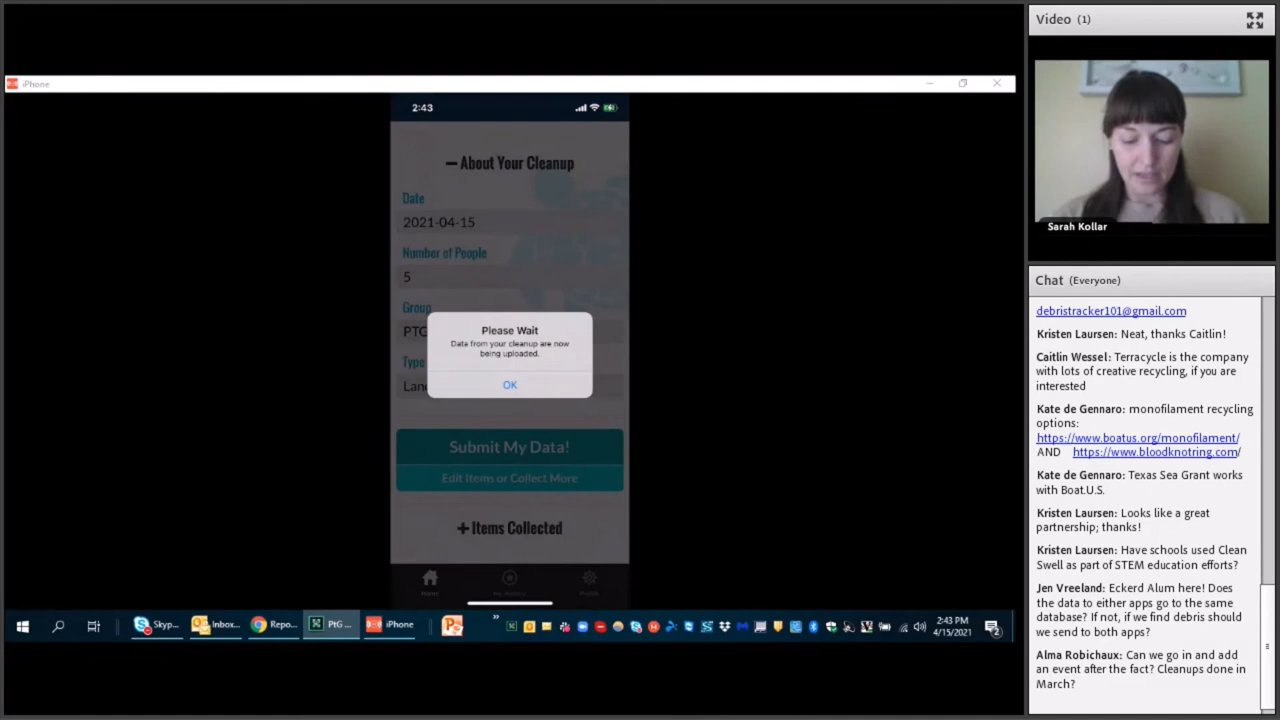 Video (1)
iPhone
2:43
About Your Cleanup
Date
2021-04-15
Number of People
5
Group
PTG
Type
Land
Please Wait
Data from your cleanup are now
being uploaded.
OK
Submit My Data!
Edit Items or Collect More
Items Collected
Home
Skyp...
Inbox...
Repo...
PtG ...
iPhone
2:43 PM
4/15/2021
2
Sarah Kollar
Chat (Everyone)
debristracker101@gmail.com
Kristen Laursen: Neat, thanks Caitlin!
Caitlin Wessel: Terracycle is the company
with lots of creative recycling, if you are
interested
Kate de Gennaro: monofilament recycling
options:
https://www.boatus.org/monofilament/
AND https://www.bloodknotring.com/
Kate de Gennaro: Texas Sea Grant works
with Boat.U.S.
Kristen Laursen: Looks like a great
partnership; thanks!
Kristen Laursen: Have schools used Clean
Swell as part of STEM education efforts?
Jen Vreeland: Eckerd Alum here! Does
the data to either apps go to the same
database? If not, if we find debris should
we send to both apps?
Alma Robichaux: Can we go in and add
an event after the fact? Cleanups done in
March?